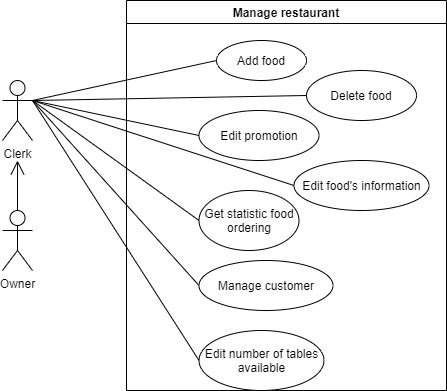 Manage restaurant
Add food
Delete food
Edit promotion
Clerk
Edit food's information
Get statistic food
ordering
Owner
Manage customer
Edit number of tables
available